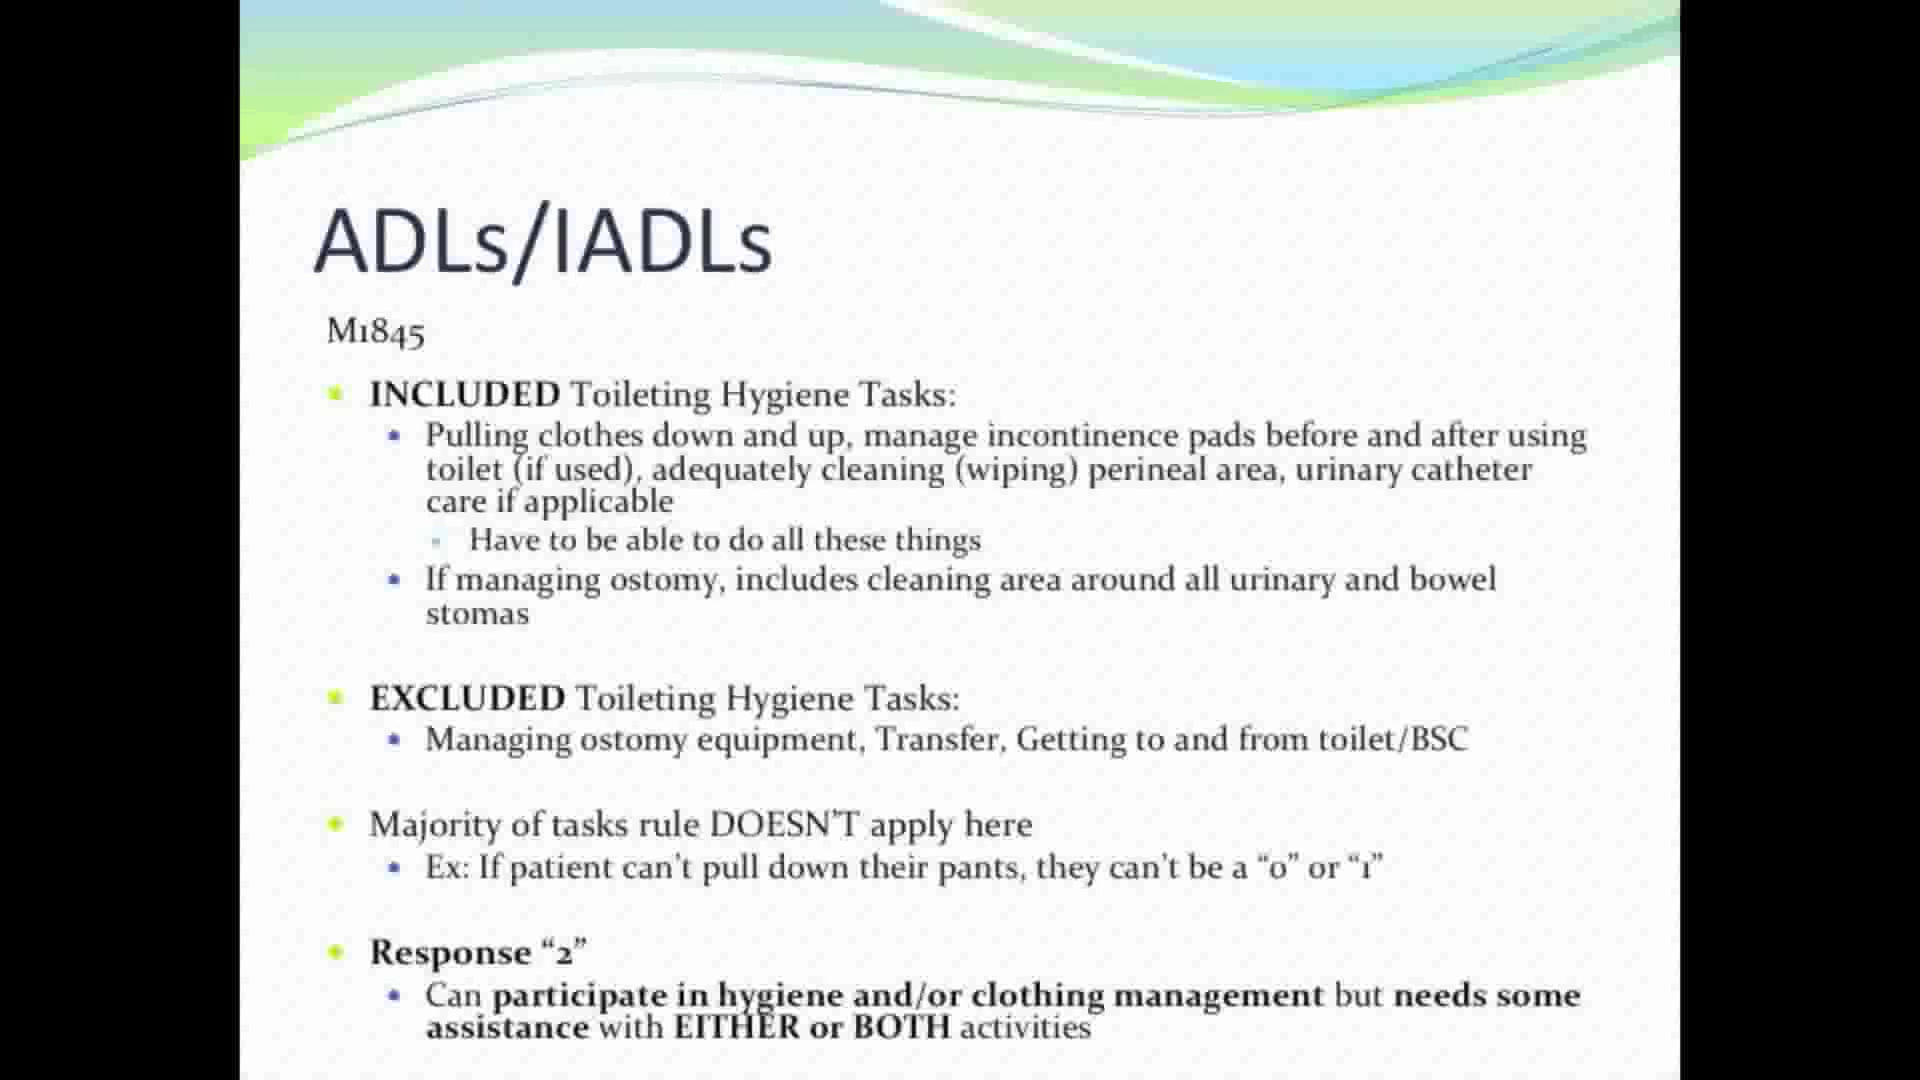 ADLs/IADLs
M1845
INCLUDED Toileting Hygiene Tasks:
Pulling clothes down and up, manage incontinence pads before and after using
toilet (if used), adequately cleaning (wiping) perineal area, urinary catheter
care if applicable
Have to be able to do all these things
If managing ostomy, includes cleaning area around all urinary and bowel
stomas
EXCLUDED Toileting Hygiene Tasks:
Managing ostomy equipment, Transfer, Getting to and from toilet/BSC
Majority of tasks rule DOESN'T apply here
Ex: If patient can't pull down their pants, they can't be a “0” or “1”
Response “2”
Can participate in hygiene and/or clothing management but needs some
assistance with EITHER or BOTH activities